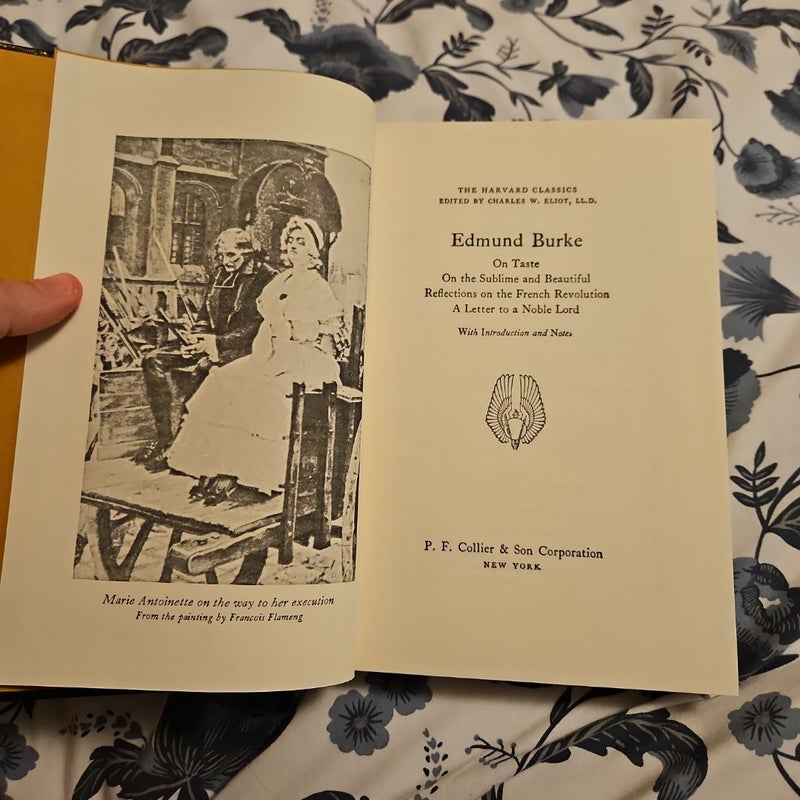 Marie Antoinette on the way to her execution
From the painting by Francois Flameng
THE HARVARD CLASSICS
EDITED BY CHARLES W. ELIOT, LL.D.
Edmund Burke
On Taste
On the Sublime and Beautiful
Reflections on the French Revolution
A Letter to a Noble Lord
With Introduction and Notes
P. F. Collier & Son Corporation
NEW YORK